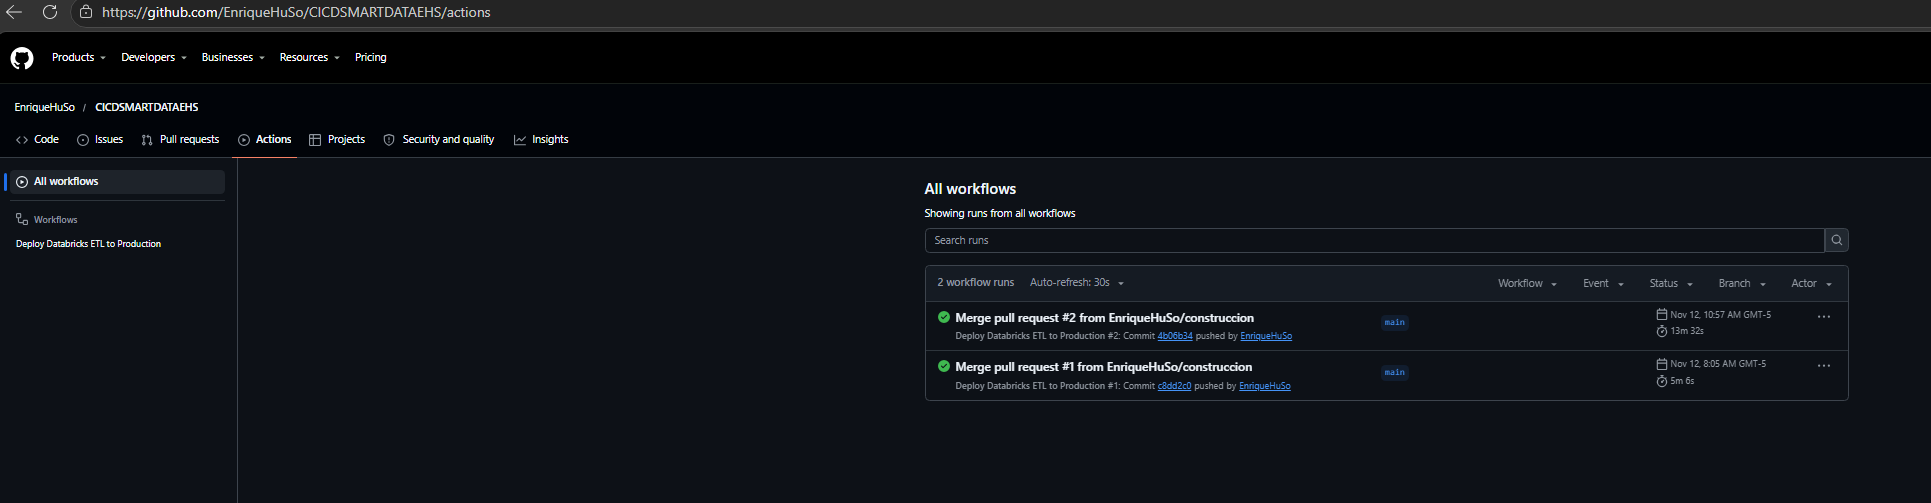 https://github.com/EnriqueHuSo/CICDSMARTDATAEHS/actions
Products Developers Businesses Resources Pricing
EnriqueHuSo / CICDSMARTDATAEHS
Code Issues Pull requests Actions Projects Security and quality Insights
All workflows
Workflows
Deploy Databricks ETL to Production
All workflows
Showing runs from all workflows
Search runs
2 workflow runs Auto-refresh: 30s Workflow Event Status Branch Actor
Merge pull request #2 from EnriqueHuSo/construccion main Nov 12, 10:57 AM GMT-5
Deploy Databricks ETL to Production #2: Commit 4b06b34 pushed by EnriqueHuSo 13m 32s
Merge pull request #1 from EnriqueHuSo/construccion main Nov 12, 8:05 AM GMT-5
Deploy Databricks ETL to Production #1: Commit c8dd2c0 pushed by EnriqueHuSo 5m 6s